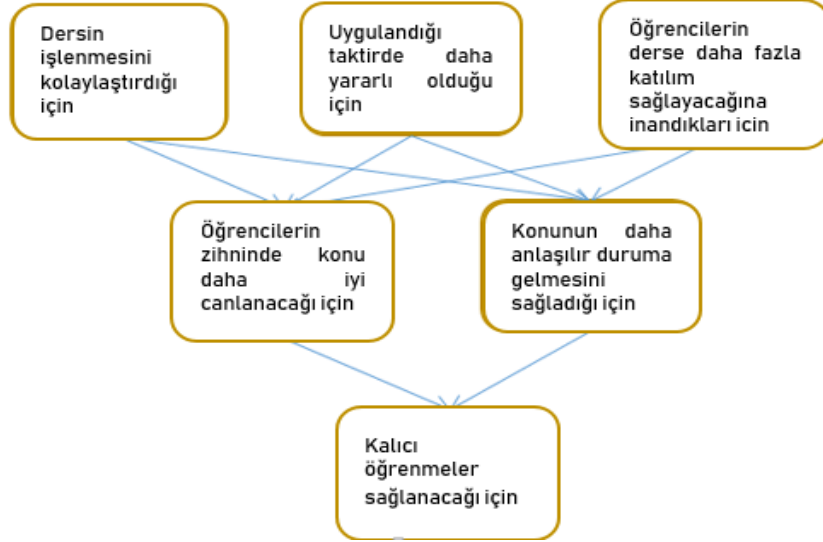 Dersin
işlenmesini
kolaylaştırdığı
için
Uygulandığı
taktirde daha
yararlı olduğu
için
Öğrencilerin
derse daha fazla
katılım
sağlayacağına
inandıkları icin
Öğrencilerin
zihninde konu
daha iyi
canlanacağı için
Konunun daha
anlaşılır duruma
gelmesini
sağladığı için
Kalıcı
öğrenmeler
sağlanacağı için